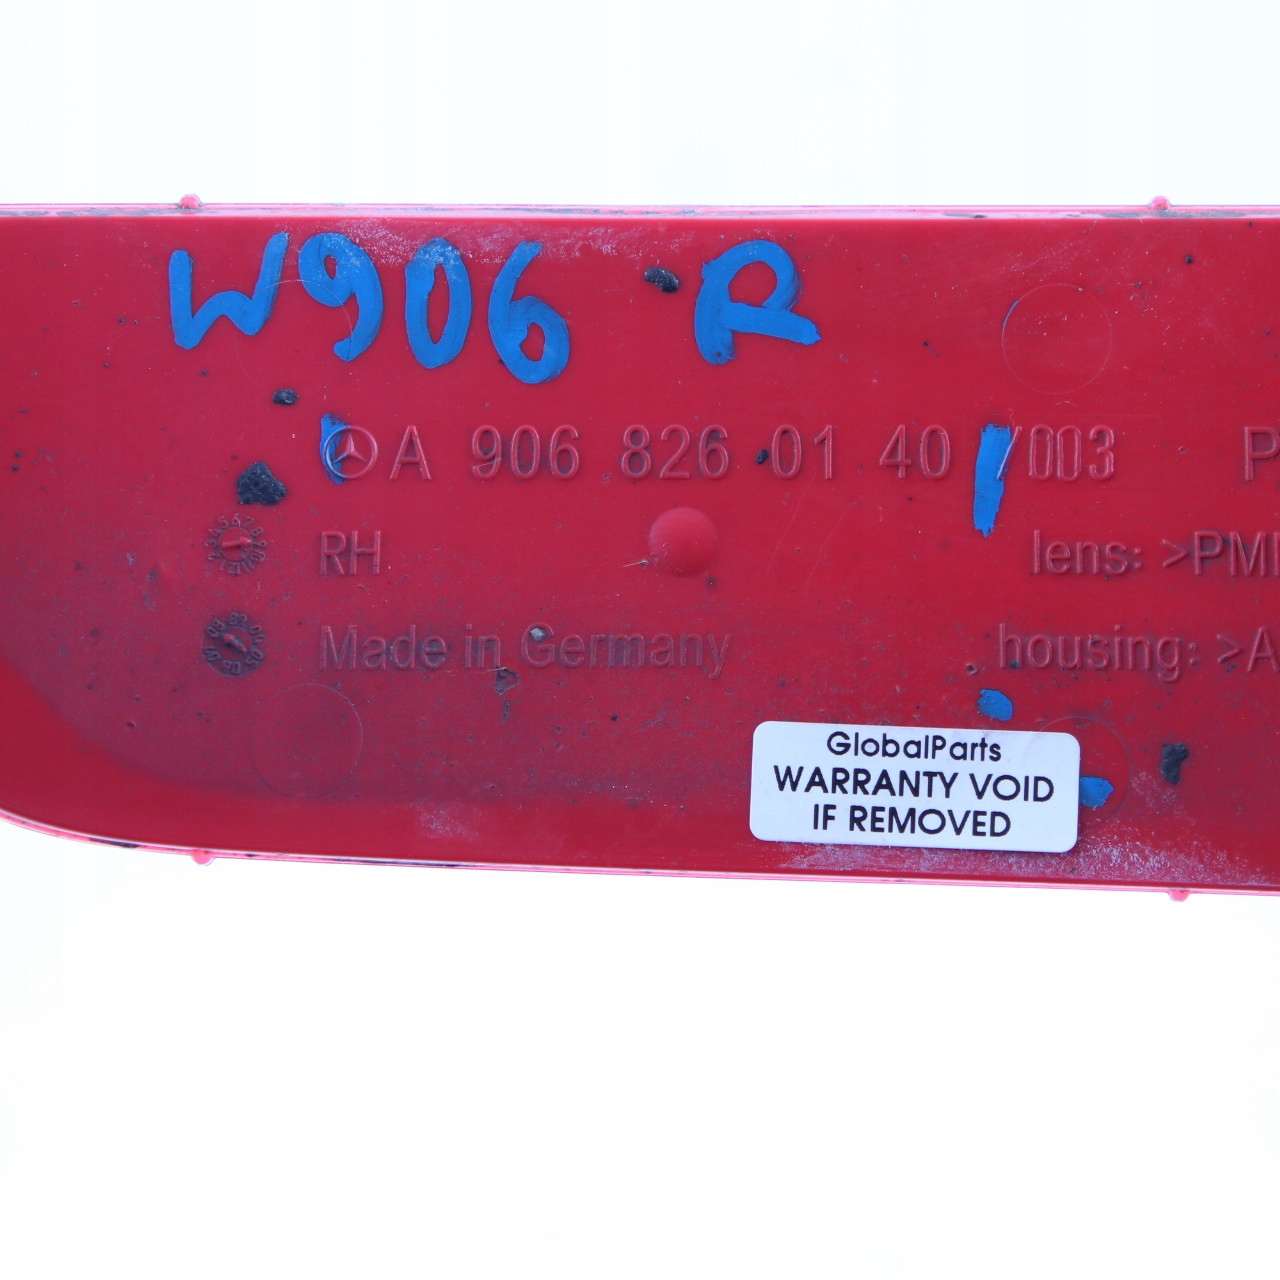 W906 R
A 906 826 01 40 /003 P
RH
lens: >PM
Made in Germany
housing: >A
GlobalParts
WARRANTY VOID
IF REMOVED